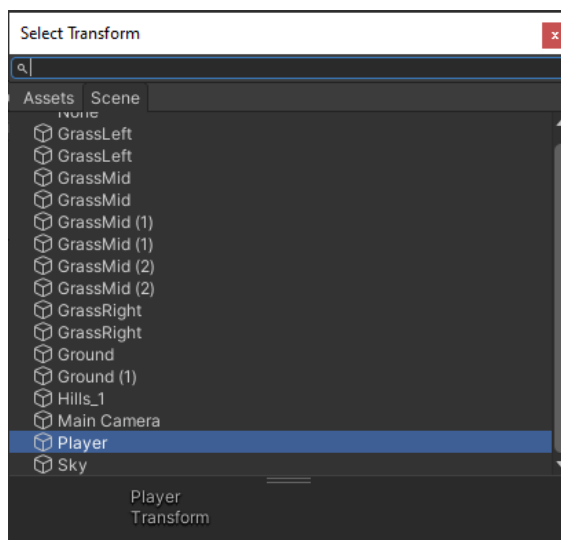 Select Transform
x
Assets Scene
None
GrassLeft
GrassLeft
GrassMid
GrassMid
GrassMid (1)
GrassMid (1)
GrassMid (2)
GrassMid (2)
GrassRight
GrassRight
Ground
Ground (1)
Hills_1
Main Camera
Player
Sky
Player
Transform